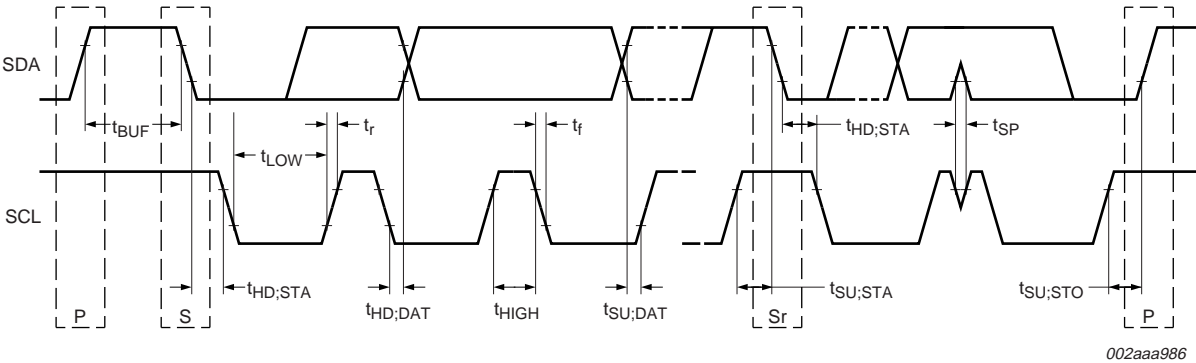 SDA
tBUF
tr
tf
tHD;STA
tSP
tLOW
SCL
tHD;STA
tHD;DAT
tHIGH
tSU;DAT
tSU;STA
tSU;STO
P
S
Sr
P
002aaa986